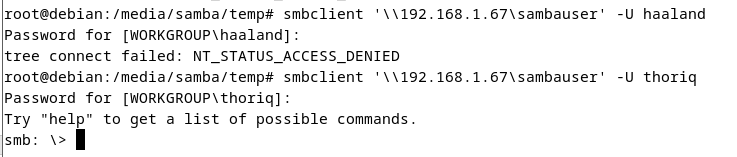 root@debian:/media/samba/temp# smbclient '\\192.168.1.67\sambauser' -U haaland
Password for [WORKGROUP\haaland]:
tree connect failed: NT_STATUS_ACCESS_DENIED
root@debian:/media/samba/temp# smbclient '\\192.168.1.67\sambauser' -U thoriq
Password for [WORKGROUP\thoriq]:
Try "help" to get a list of possible commands.
smb: \>